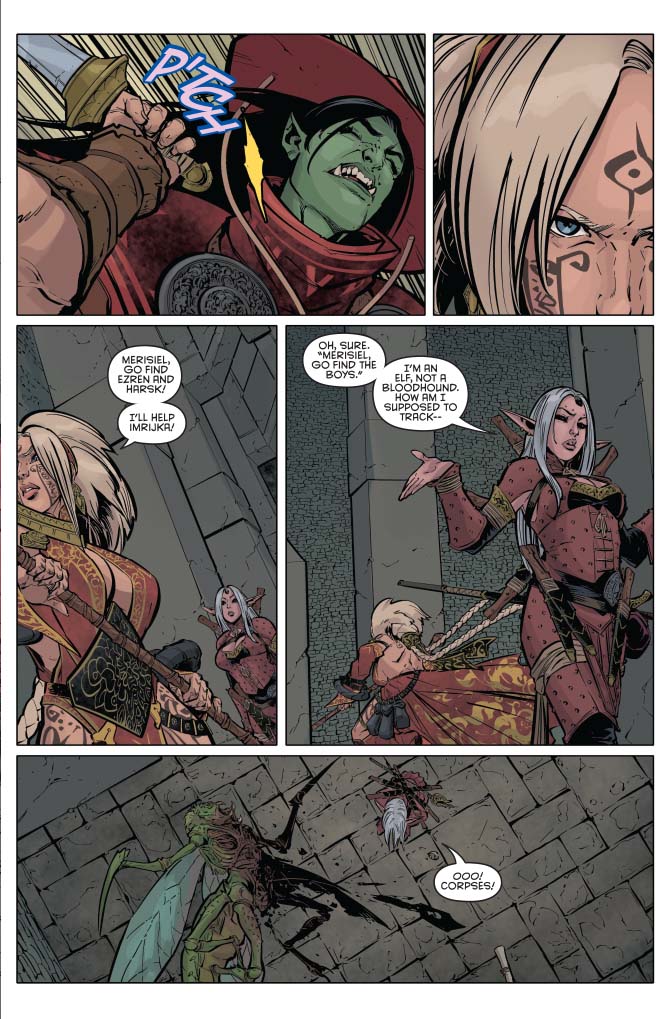 P'TCH
MERISIEL,
GO FIND
EZREN AND
HARSK!
I'LL HELP
IMRIJKA!
OH, SURE.
"MERISIEL,
GO FIND THE
BOYS."
I'M AN
ELF, NOT A
BLOODHOUND.
HOW AM I
SUPPOSED TO
TRACK--
OOO!
CORPSES!